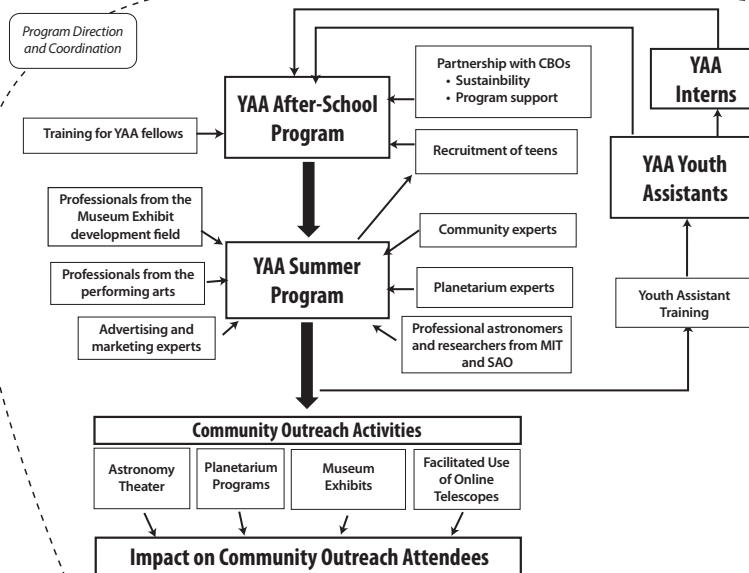 Program Direction
and Coordination
Partnership with CBOs
• Sustainbility
• Program support
YAA
Interns
YAA After-School
Program
Training for YAA fellows
Recruitment of teens
YAA Youth
Assistants
Professionals from the
Museum Exhibit
development field
Community experts
YAA Summer
Program
Professionals from the
performing arts
Planetarium experts
Youth Assistant
Training
Advertising and
marketing experts
Professional astronomers
and researchers from MIT
and SAO
Community Outreach Activities
Astronomy
Theater
Planetarium
Programs
Museum
Exhibits
Facilitated Use
of Online
Telescopes
Impact on Community Outreach Attendees